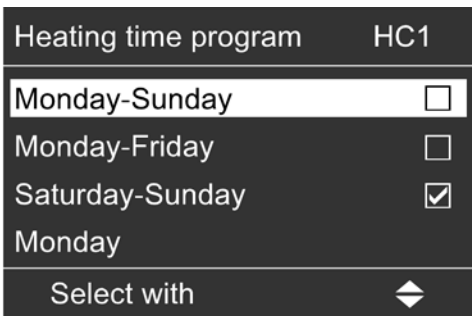 Heating time program HC1
Monday-Sunday
Monday-Friday
Saturday-Sunday
Monday
Select with